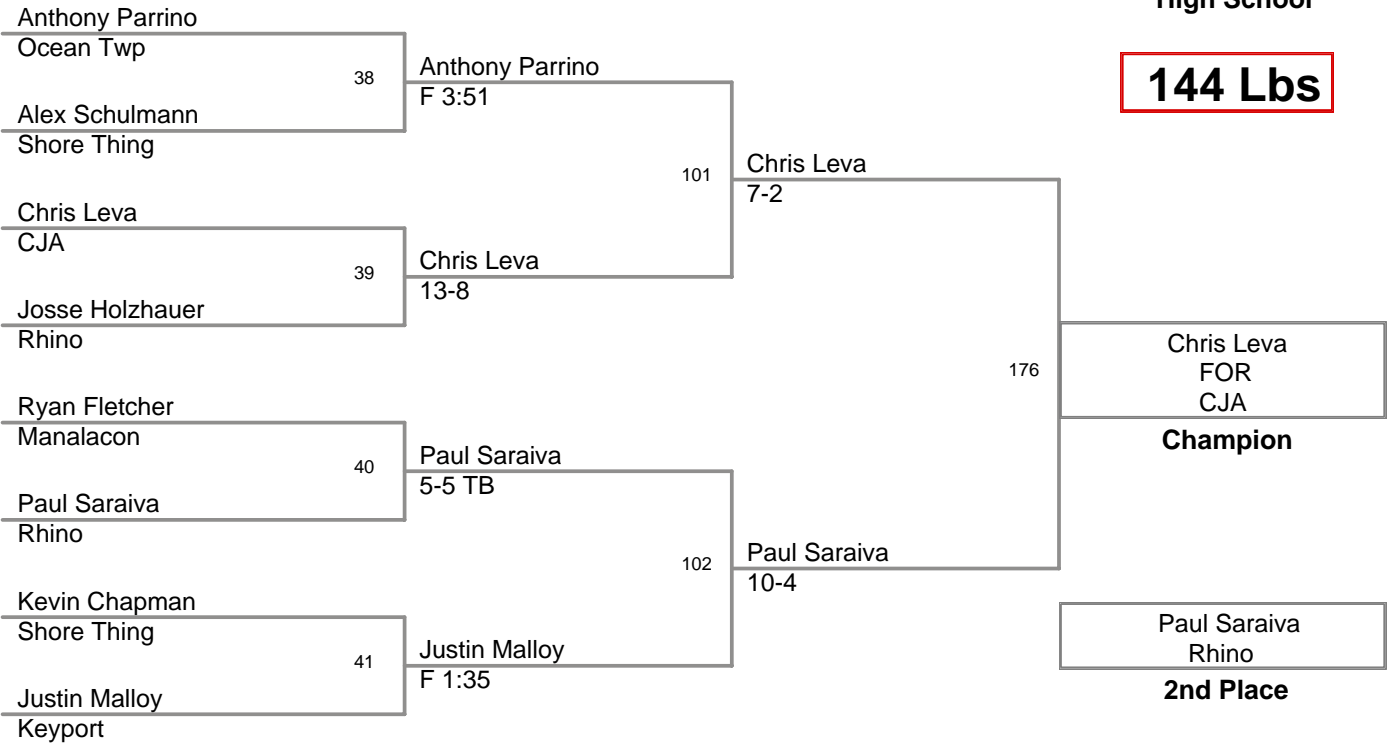 High School
144 Lbs
Anthony Parrino
Ocean Twp
38
Alex Schulmann
Shore Thing
Chris Leva
CJA
39
Josse Holzhauer
Rhino
Ryan Fletcher
Manalacon
40
Paul Saraiva
Rhino
Kevin Chapman
Shore Thing
41
Justin Malloy
Keyport
Anthony Parrino
F 3:51
101
Chris Leva
13-8
Paul Saraiva
5-5 TB
102
Justin Malloy
F 1:35
Chris Leva
7-2
176
Paul Saraiva
10-4
Chris Leva
FOR
CJA
Champion
Paul Saraiva
Rhino
2nd Place